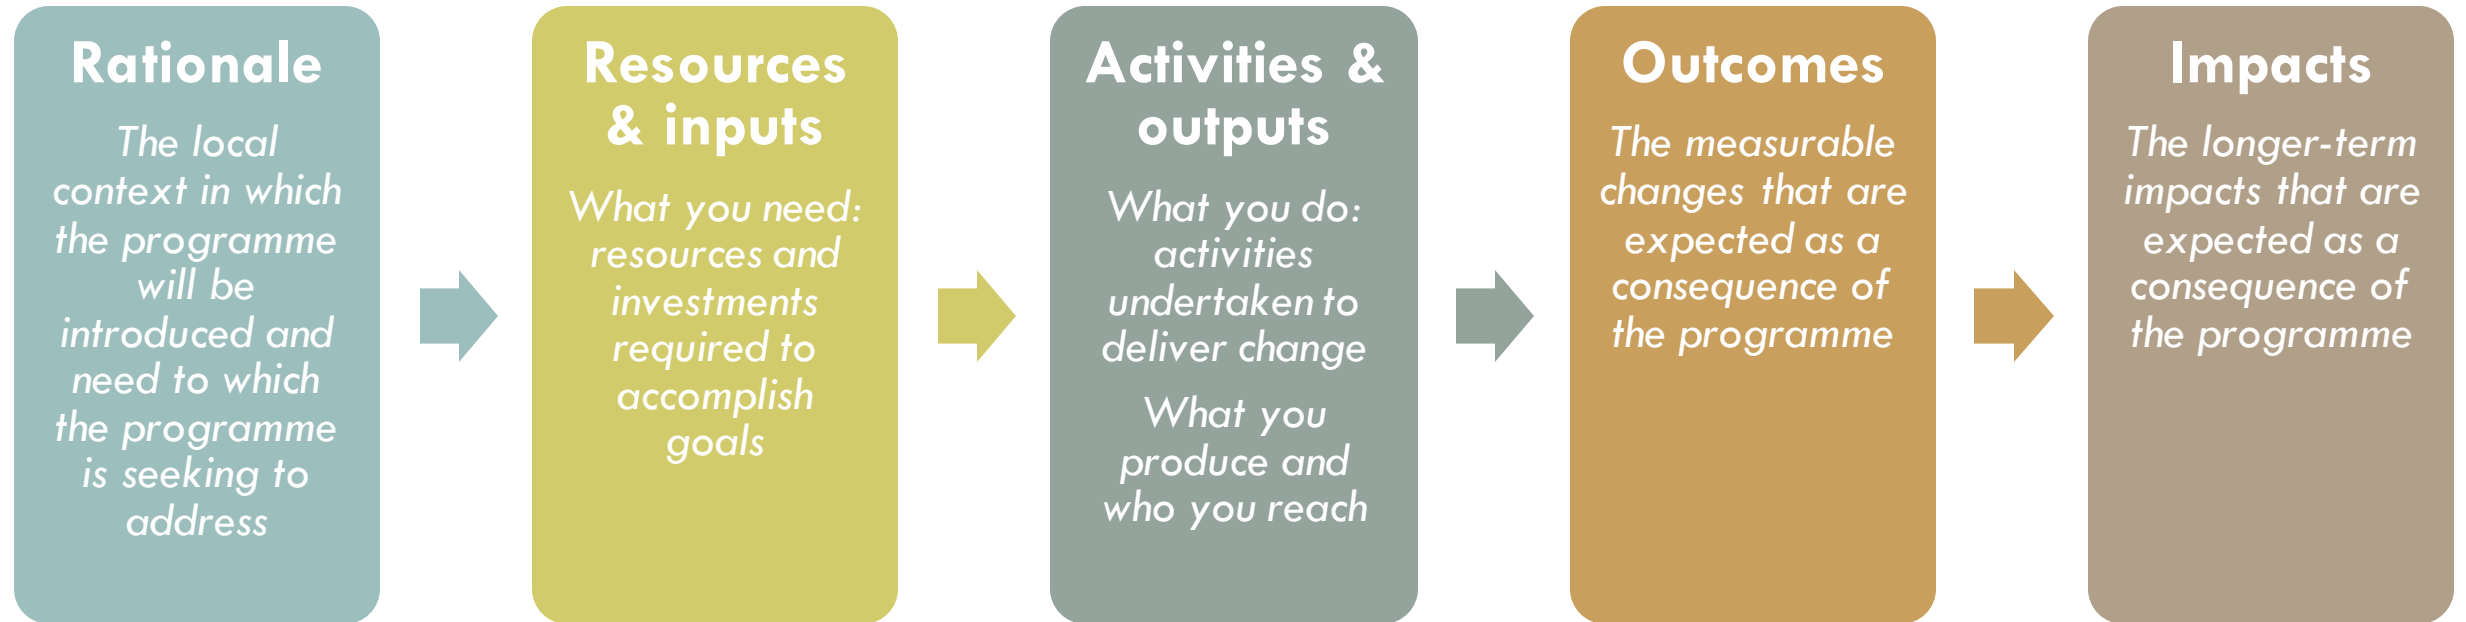 Rationale
The local
context in which
the programme
will be
introduced and
need to which
the programme
is seeking to
address
Resources
& inputs
What you need:
resources and
investments
required to
accomplish
goals
Activities &
outputs
What you do:
activities
undertaken to
deliver change
What you
produce and
who you reach
Outcomes
The measurable
changes that are
expected as a
consequence of
the programme
Impacts
The longer-term
impacts that are
expected as a
consequence of
the programme